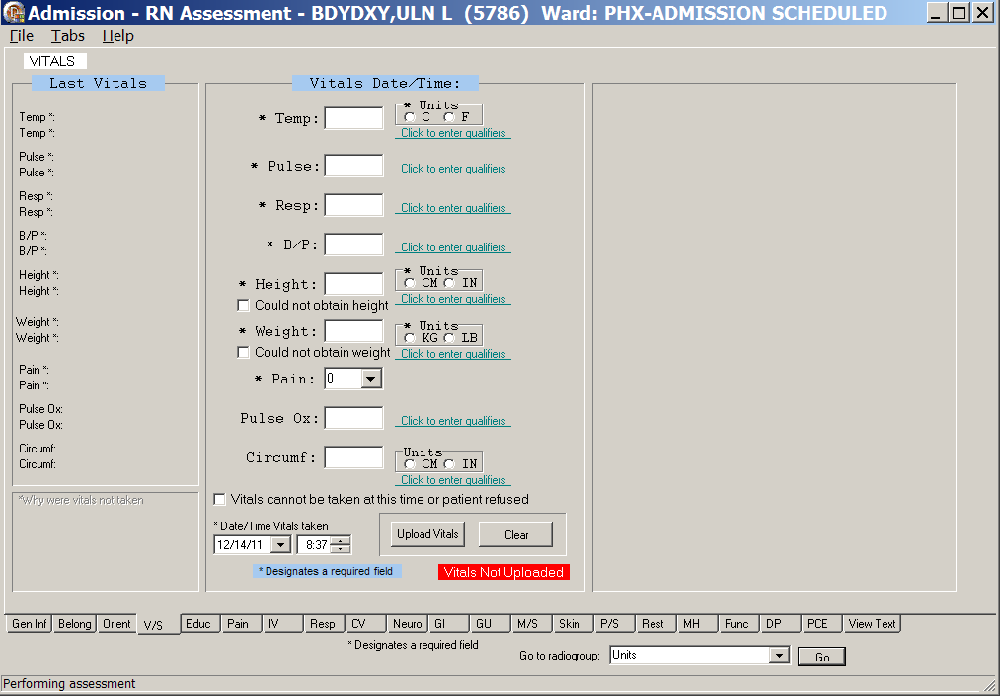 Admission - RN Assessment - BDYDXY,ULN L (5786) Ward: PHX-ADMISSION SCHEDULED
File Tabs Help
VITALS
Last Vitals
Temp *:
Temp *:
Pulse *:
Pulse *:
Resp *:
Resp *:
B/P *:
B/P *:
Height *:
Height *:
Weight *:
Weight *:
Pain *:
Pain *:
Pulse Ox:
Pulse Ox:
Circumf:
Circumf:
*Why were vitals not taken
Vitals Date/Time:
* Temp: * Units
C F
Click to enter qualifiers
* Pulse: Click to enter qualifiers
* Resp: Click to enter qualifiers
* B/P: Click to enter qualifiers
* Height: * Units
CM IN
Click to enter qualifiers
Could not obtain height
* Weight: * Units
KG LB
Could not obtain weight Click to enter qualifiers
* Pain: 0
Pulse Ox: Click to enter qualifiers
Circumf: Units
CM IN
Click to enter qualifiers
Vitals cannot be taken at this time or patient refused
* Date/Time Vitals taken
12/14/11 8:37 Upload Vitals Clear
* Designates a required field Vitals Not Uploaded
Gen Inf Belong Orient V/S Educ Pain IV Resp CV Neuro GI GU M/S Skin P/S Rest MH Func DP PCE View Text
* Designates a required field
Go to radiogroup: Units Go
Performing assessment